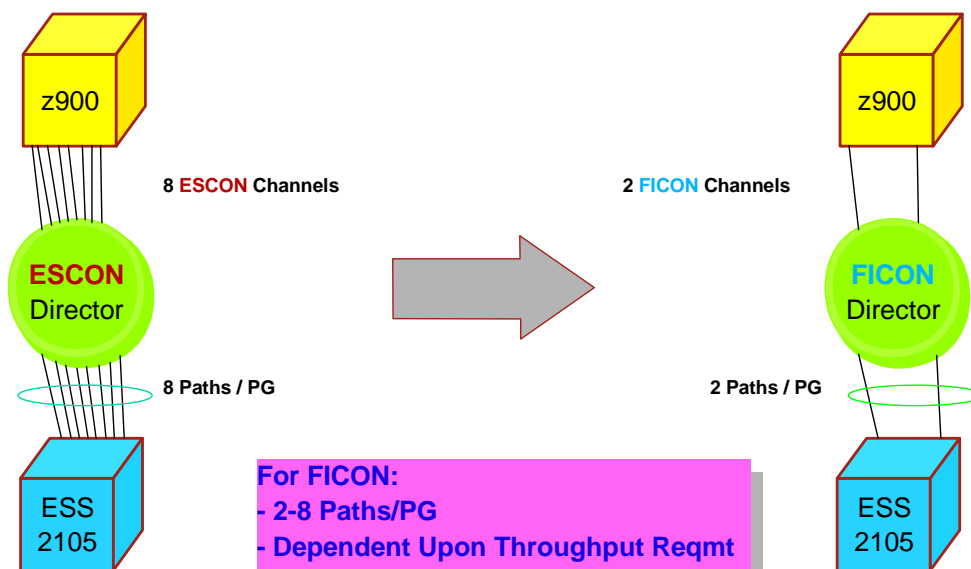 z900
z900
8 ESCON Channels
2 FICON Channels
ESCON
Director
FICON
Director
8 Paths / PG
2 Paths / PG
For FICON:
- 2-8 Paths/PG
- Dependent Upon Throughput Reqmt
ESS
2105
ESS
2105